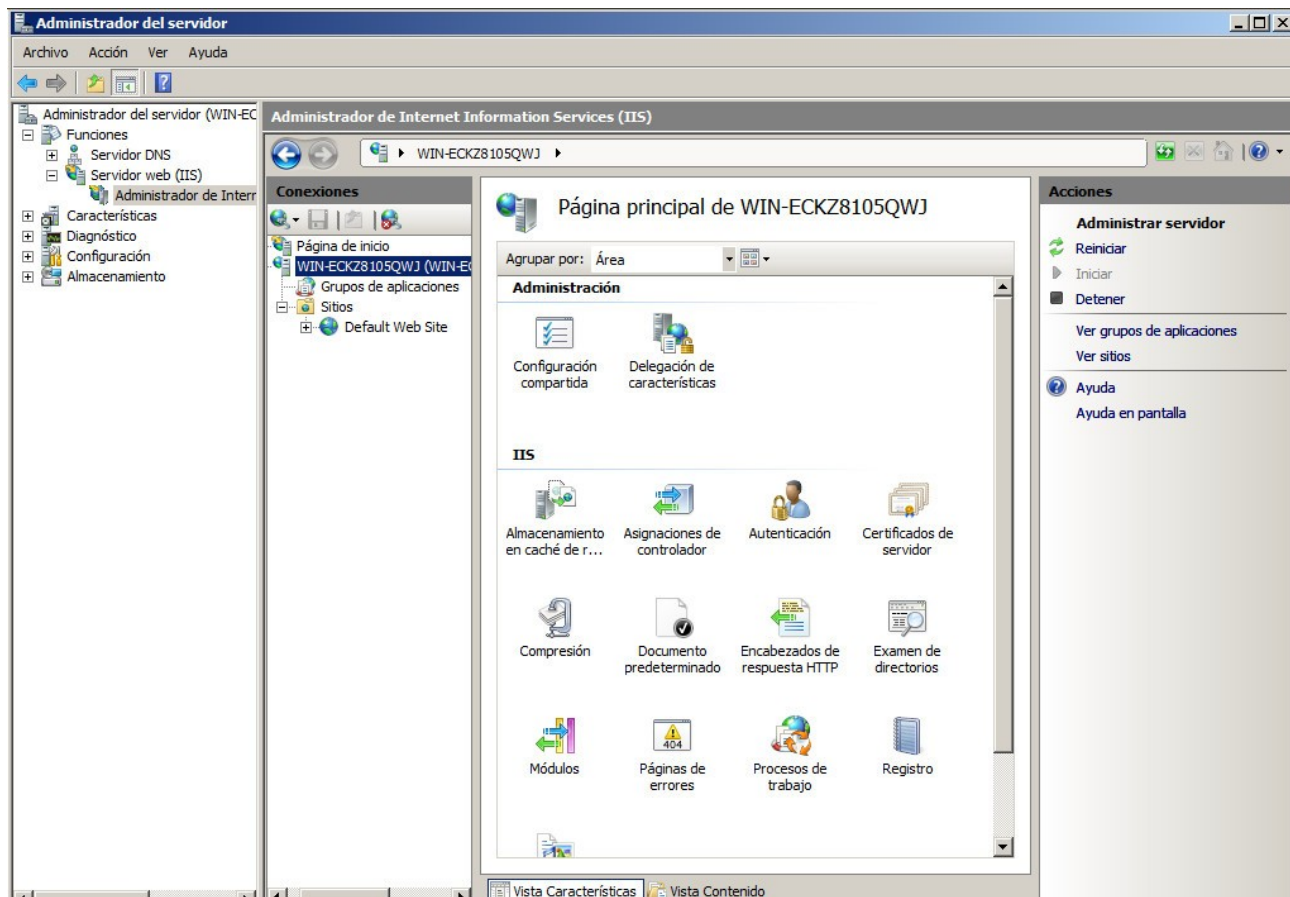 Administrador del servidor
Archivo Acción Ver Ayuda
Administrador del servidor (WIN-EC
Funciones
Servidor DNS
Servidor web (IIS)
Administrador de Interr
Características
Diagnóstico
Configuración
Almacenamiento
Administrador de Internet Information Services (IIS)
WIN-ECKZ8105QWJ
Conexiones
Página de inicio
WIN-ECKZ8105QWJ (WIN-E
Grupos de aplicaciones
Sitios
Default Web Site
Página principal de WIN-ECKZ8105QWJ
Agrupar por: Área
Administración
Configuración
compartida
Delegación de
características
IIS
Almacenamiento
en caché de r...
Asignaciones de
controlador
Autenticación
Certificados de
servidor
Compresión
Documento
predeterminado
Encabezados de
respuesta HTTP
Examen de
directorios
Módulos
404
Páginas de
errores
Procesos de
trabajo
Registro
Vista Características
Vista Contenido
Acciones
Administrar servidor
Reiniciar
Iniciar
Detener
Ver grupos de aplicaciones
Ver sitios
Ayuda
Ayuda en pantalla